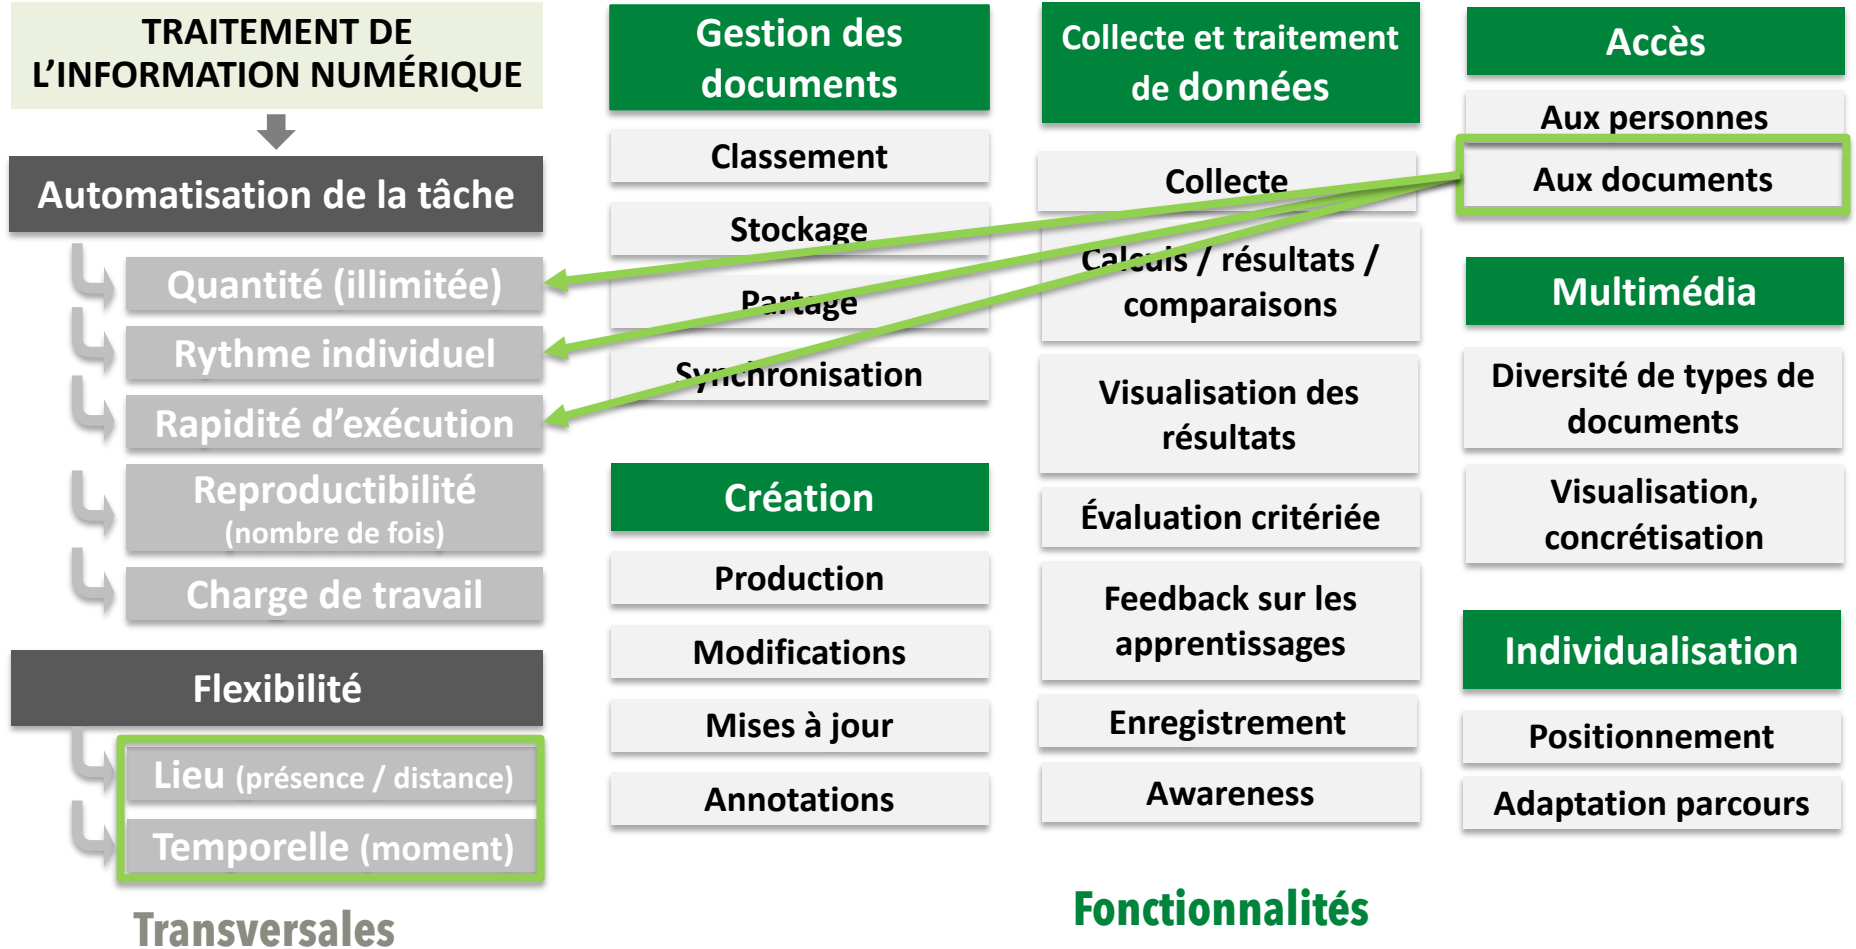 TRAITEMENT DE
L'INFORMATION NUMÉRIQUE
Automatisation de la tâche
Quantité (illimitée)
Rythme individuel
Rapidité d'exécution
Reproductibilité
(nombre de fois)
Charge de travail
Flexibilité
Lieu (présence / distance)
Temporelle (moment)
Transversales
Gestion des
documents
Classement
Stockage
Partage
Synchronisation
Création
Production
Modifications
Mises à jour
Annotations
Collecte et traitement
de données
Collecte
Calculs / résultats /
comparaisons
Visualisation des
résultats
Évaluation critériée
Feedback sur les
apprentissages
Enregistrement
Awareness
Accès
Aux personnes
Aux documents
Multimédia
Diversité de types de
documents
Visualisation,
concrétisation
Individualisation
Positionnement
Adaptation parcours
Fonctionnalités